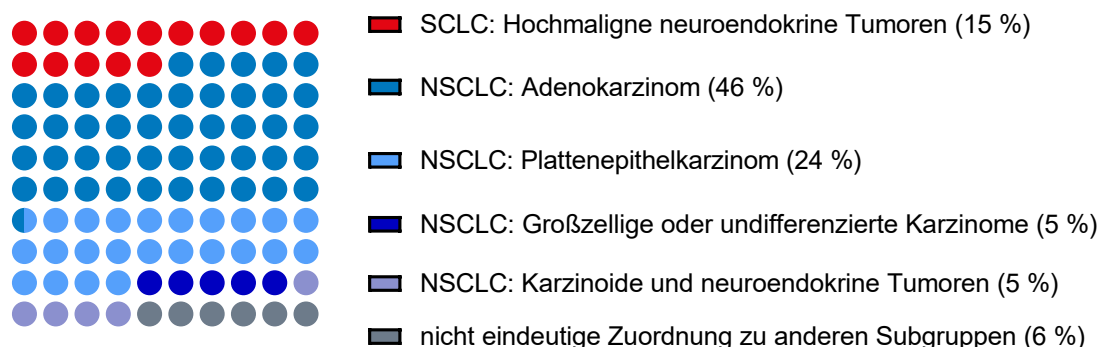 SCLC: Hochmaligne neuroendokrine Tumoren (15 %)
NSCLC: Adenokarzinom (46 %)
NSCLC: Plattenepithelkarzinom (24 %)
NSCLC: Großzellige oder undifferenzierte Karzinome (5 %)
NSCLC: Karzinoide und neuroendokrine Tumoren (5 %)
nicht eindeutige Zuordnung zu anderen Subgruppen (6 %)